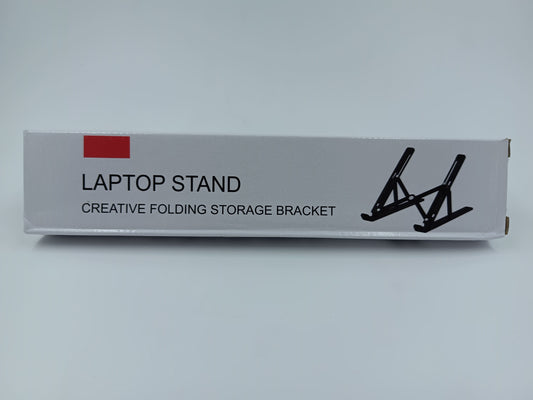 LAPTOP STAND
CREATIVE FOLDING STORAGE BRACKET